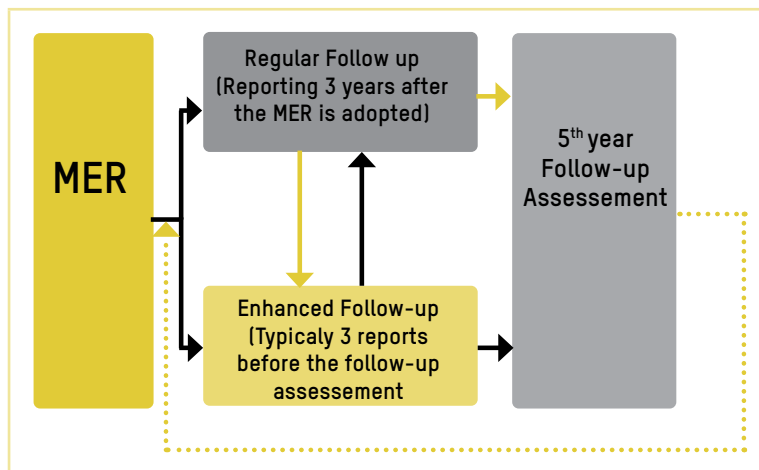 MER
Regular Follow up
(Reporting 3 years after
the MER is adopted)
Enhanced Follow-up
(Typicaly 3 reports
before the follow-up
assessement
5th year
Follow-up
Assessement